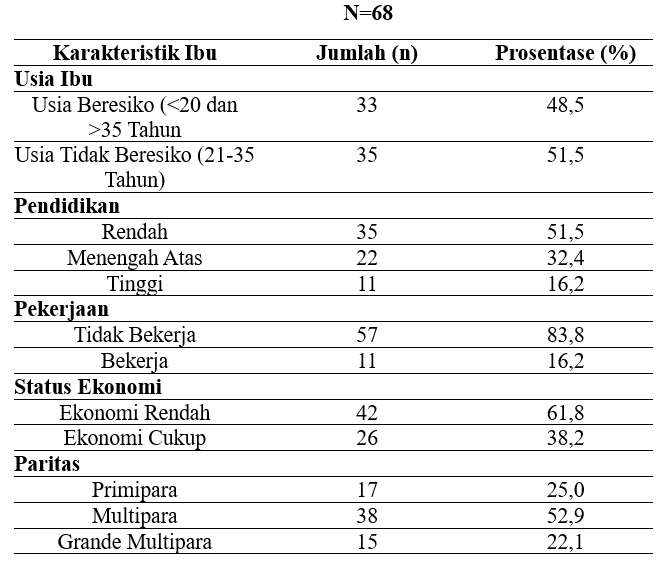 N=68
Karakteristik Ibu Jumlah (n) Prosentase (%)
Usia Ibu
Usia Beresiko (<20 dan 33 48,5
>35 Tahun
Usia Tidak Beresiko (21-35 35 51,5
Tahun)
Pendidikan
Rendah 35 51,5
Menengah Atas 22 32,4
Tinggi 11 16,2
Pekerjaan
Tidak Bekerja 57 83,8
Bekerja 11 16,2
Status Ekonomi
Ekonomi Rendah 42 61,8
Ekonomi Cukup 26 38,2
Paritas
Primipara 17 25,0
Multipara 38 52,9
Grande Multipara 15 22,1